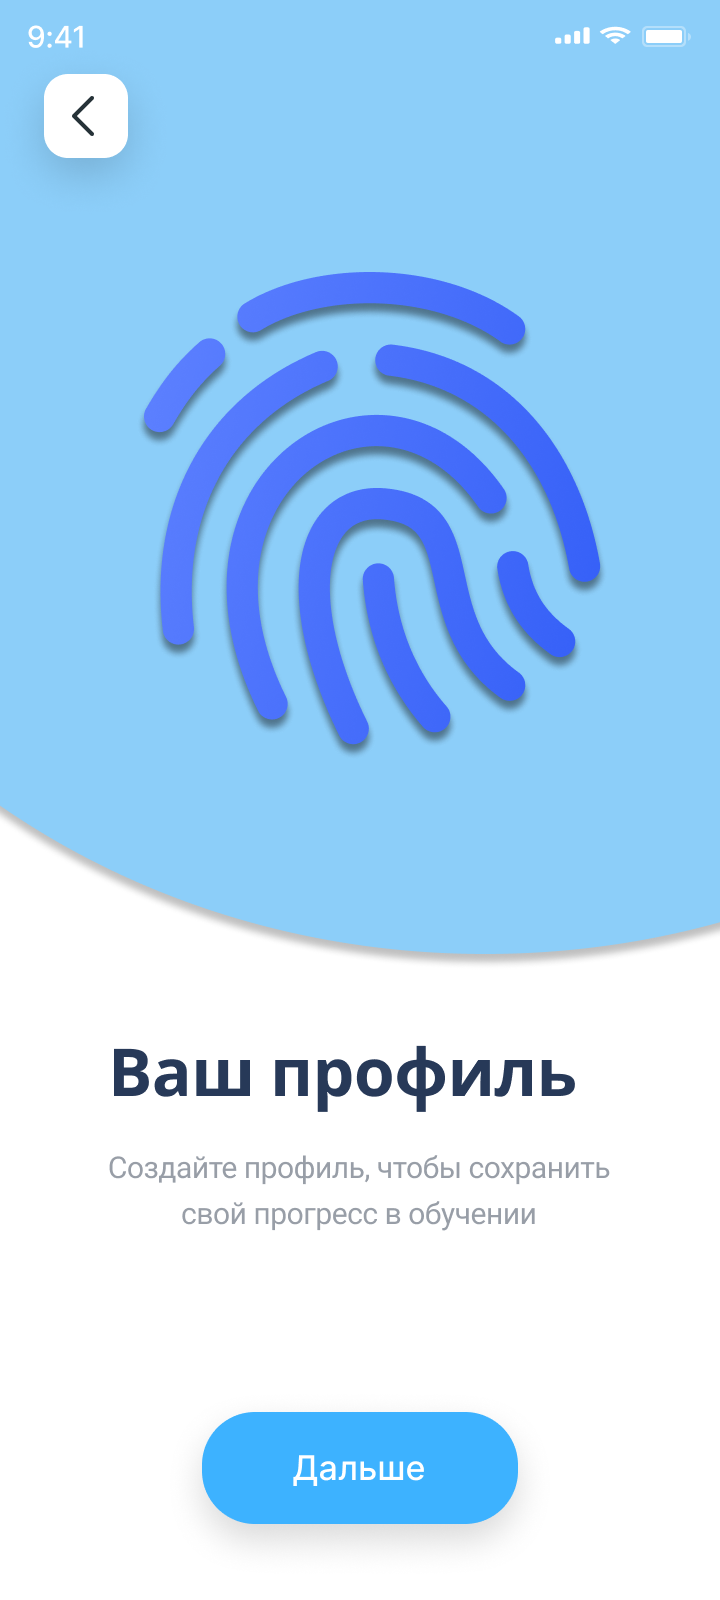 9:41
Ваш профиль
Создайте профиль, чтобы сохранить
свой прогресс в обучении
Дальше